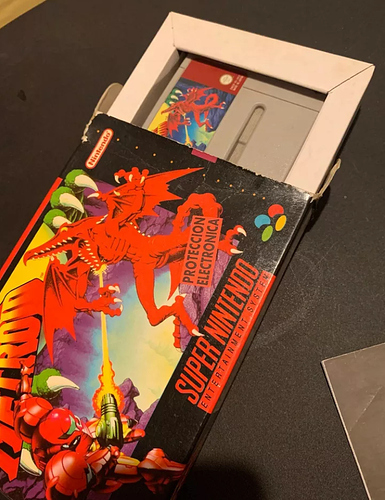 Nintendo
PROTECCION
ELECTRONICA
SUPER NINTENDO
ENTERTAINMENT SYSTEM